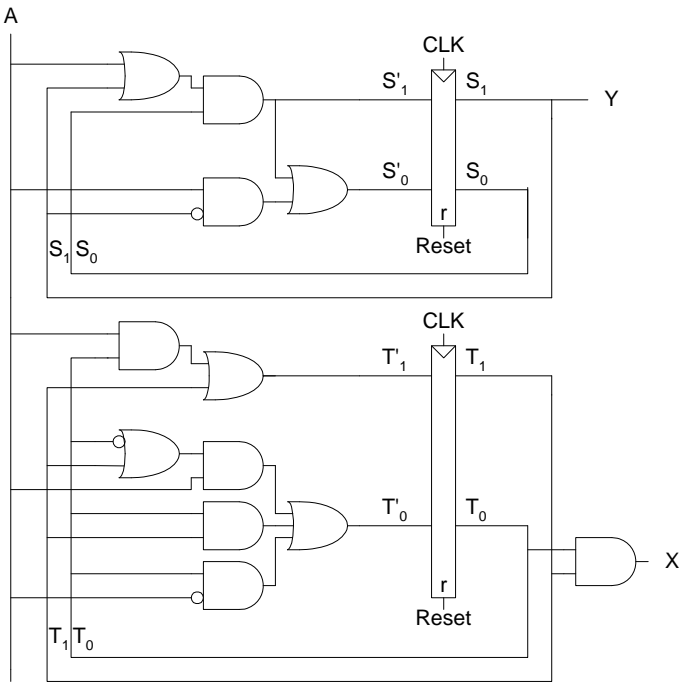 A
CLK
S'1 S1
Y
S'0 S0
r
S1 S0
Reset
CLK
T'1 T1
T'0 T0
X
r
Reset
T1 T0